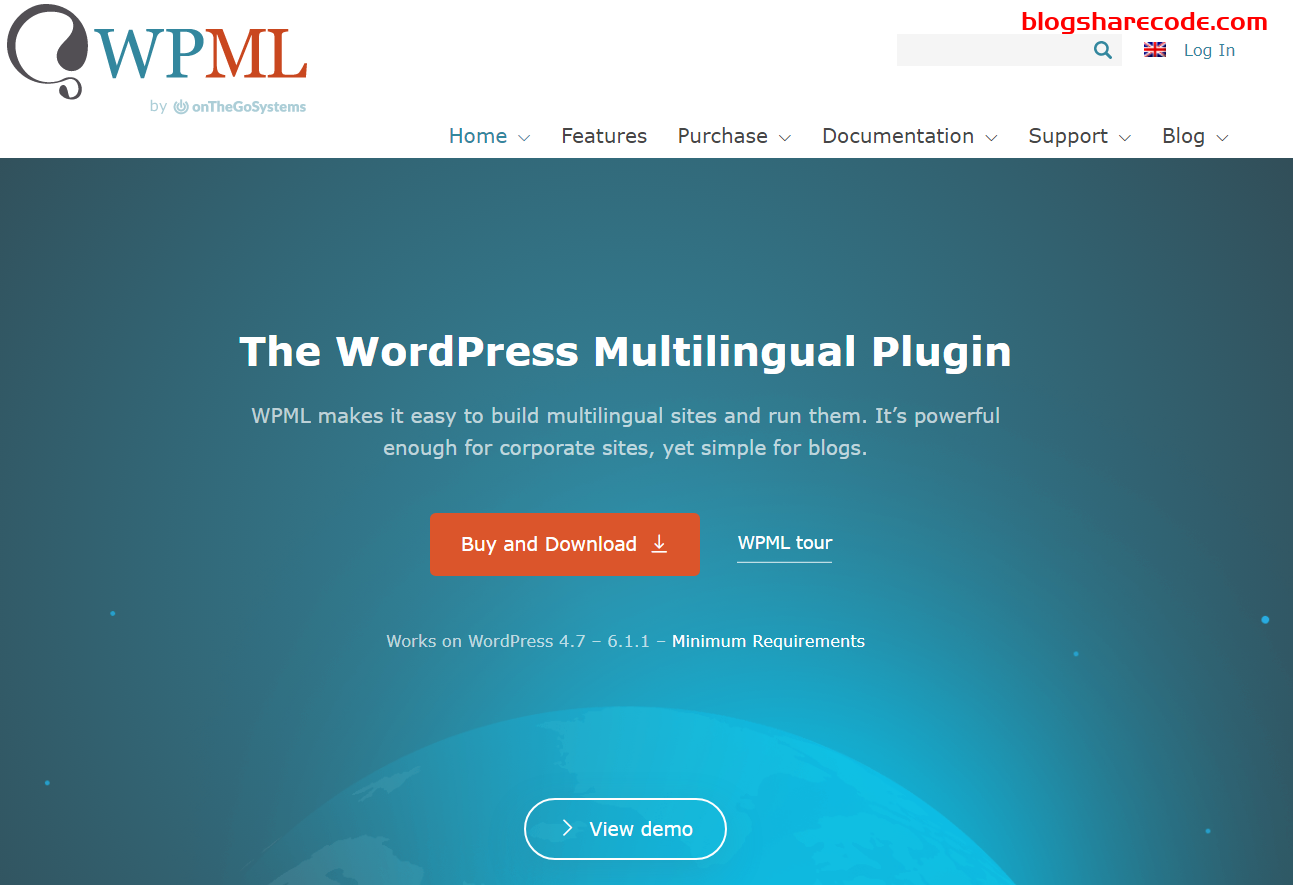 blogsharecode.com
WPML
by onTheGoSystems
Log In
Home Features Purchase Documentation Support Blog
The WordPress Multilingual Plugin
WPML makes it easy to build multilingual sites and run them. It’s powerful
enough for corporate sites, yet simple for blogs.
Buy and Download WPML tour
Works on WordPress 4.7 – 6.1.1 – Minimum Requirements
View demo